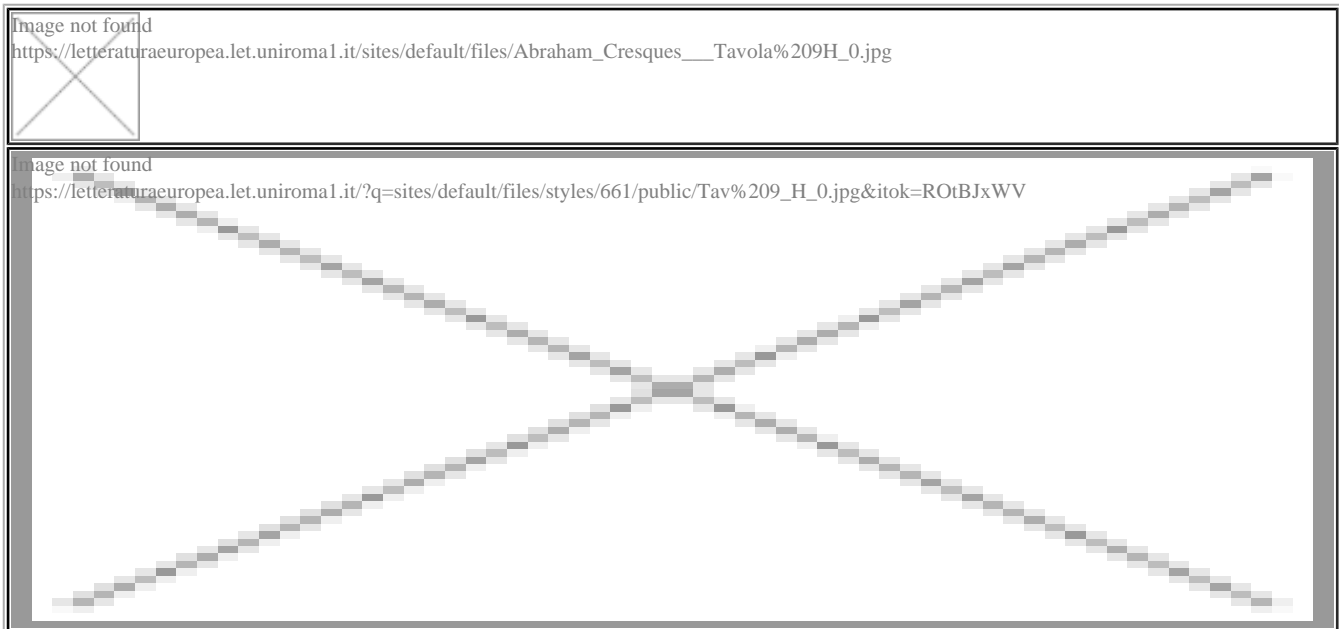 Image not found
https://letteraturaeuropea.let.uniroma1.it/sites/default/files/Abraham_Cresques___Tavola%209H_0.jpg
Image not found
https://letteraturaeuropea.let.uniroma1.it/?q=sites/default/files/styles/661/public/Tav%209_H_0.jpg&itok=ROtBJxWV